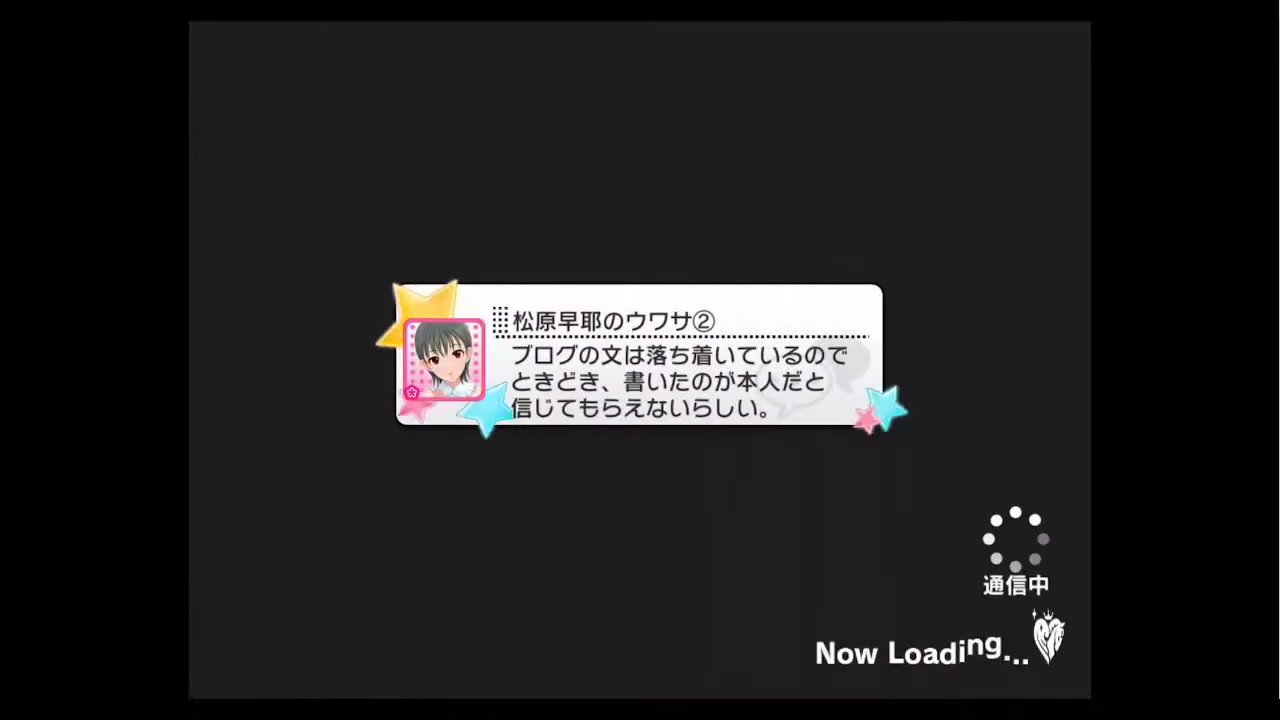 松原早耶のウワサ②
ブログの文は落ち着いているので
ときどき、書いたのが本人だと
信じてもらえないらしい。
通信中
Now Loading...